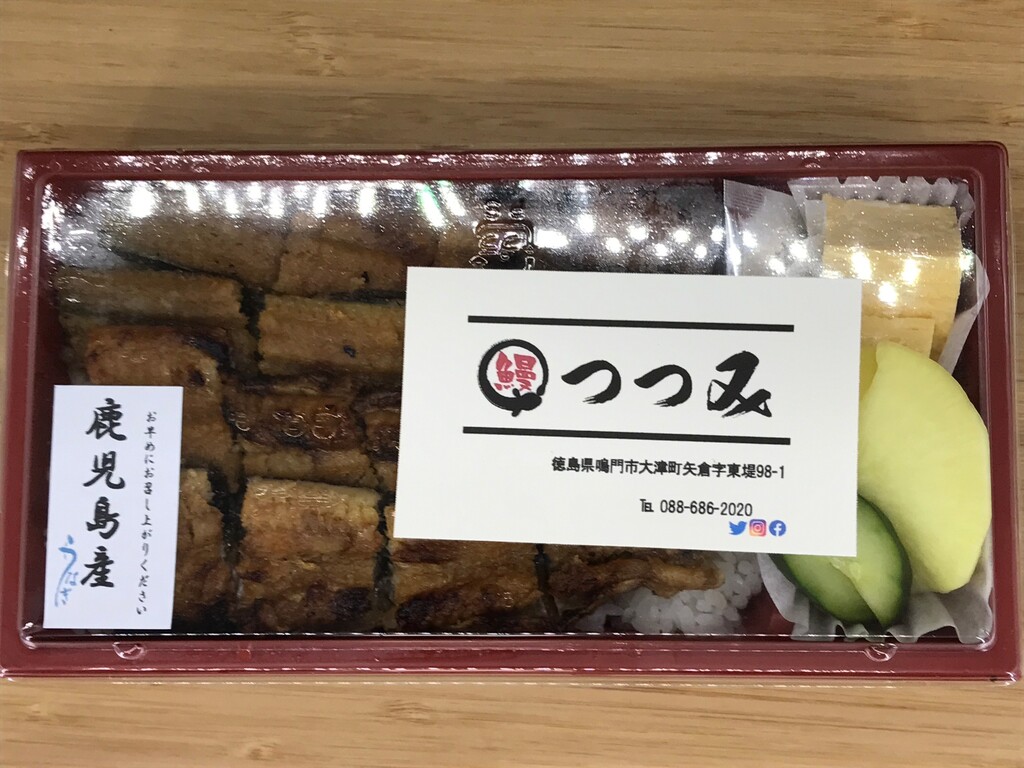 鰻 つつみ
徳島県鳴門市大津町矢倉字東堤98-1
℡ 088-686-2020
お早めにお召し上がりください
鹿児島産
うなぎ